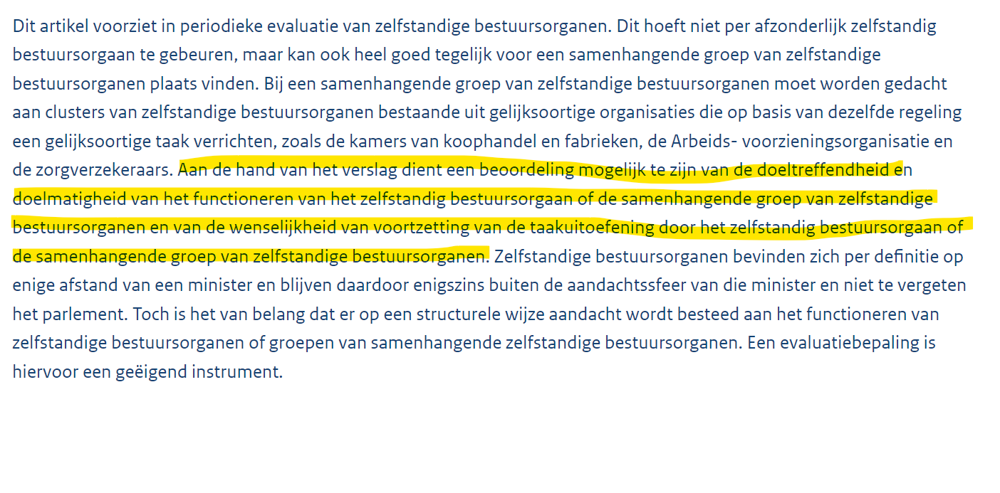 Dit artikel voorziet in periodieke evaluatie van zelfstandige bestuursorganen. Dit hoeft niet per afzonderlijk zelfstandig
bestuursorgaan te gebeuren, maar kan ook heel goed tegelijk voor een samenhangende groep van zelfstandige
bestuursorganen plaats vinden. Bij een samenhangende groep van zelfstandige bestuursorganen moet worden gedacht
aan clusters van zelfstandige bestuursorganen bestaande uit gelijksoortige organisaties die op basis van dezelfde regeling
een gelijksoortige taak verrichten, zoals de kamers van koophandel en fabrieken, de Arbeids- voorzieningsorganisatie en
de zorgverzekeraars. Aan de hand van het verslag dient een beoordeling mogelijk te zijn van de doeltreffendheid en
doelmatigheid van het functioneren van het zelfstandig bestuursorgaan of de samenhangende groep van zelfstandige
bestuursorganen en van de wenselijkheid van voortzetting van de taakuitoefening door het zelfstandig bestuursorgaan of
de samenhangende groep van zelfstandige bestuursorganen. Zelfstandige bestuursorganen bevinden zich per definitie op
enige afstand van een minister en blijven daardoor enigszins buiten de aandachtssfeer van die minister en niet te vergeten
het parlement. Toch is het van belang dat er op een structurele wijze aandacht wordt besteed aan het functioneren van
zelfstandige bestuursorganen of groepen van samenhangende zelfstandige bestuursorganen. Een evaluatiebepaling is
hiervoor een geëigend instrument.